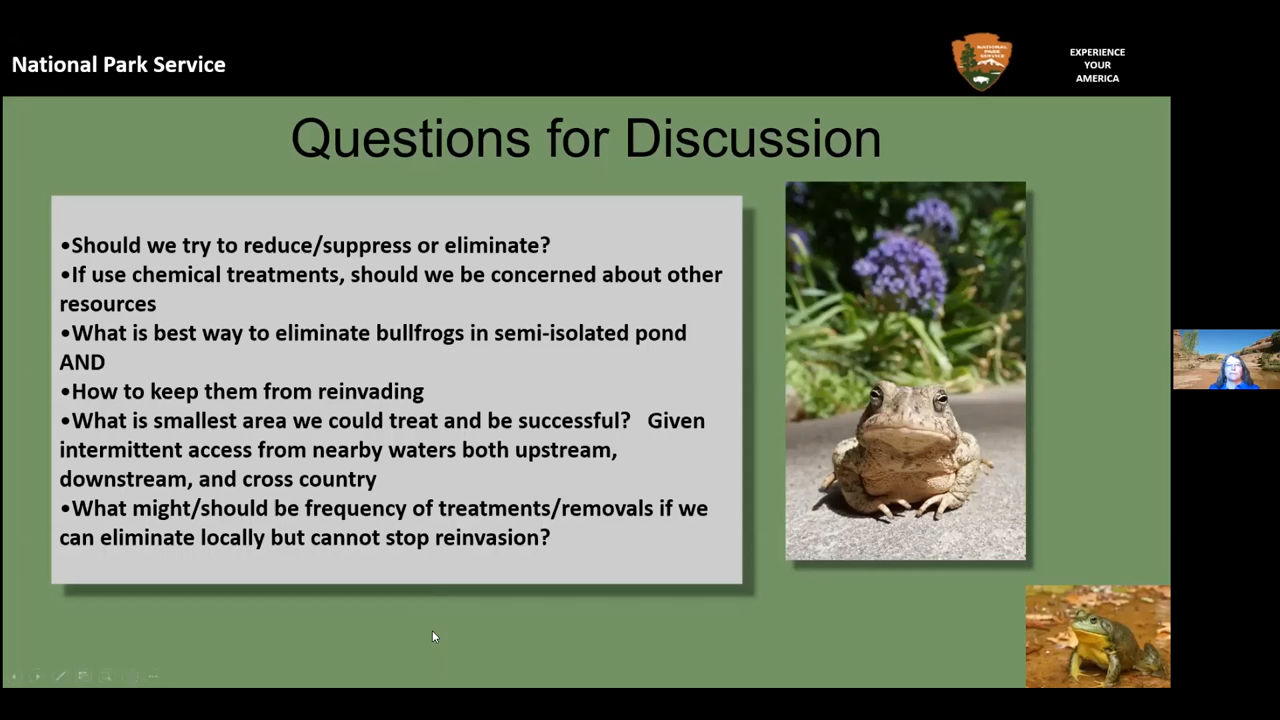 National Park Service
NATIONAL
PARK
SERVICE
EXPERIENCE
YOUR
AMERICA
Questions for Discussion
•Should we try to reduce/suppress or eliminate?
•If use chemical treatments, should we be concerned about other
resources
•What is best way to eliminate bullfrogs in semi-isolated pond
AND
•How to keep them from reinvading
•What is smallest area we could treat and be successful?   Given
intermittent access from nearby waters both upstream,
downstream, and cross country
•What might/should be frequency of treatments/removals if we
can eliminate locally but cannot stop reinvasion?